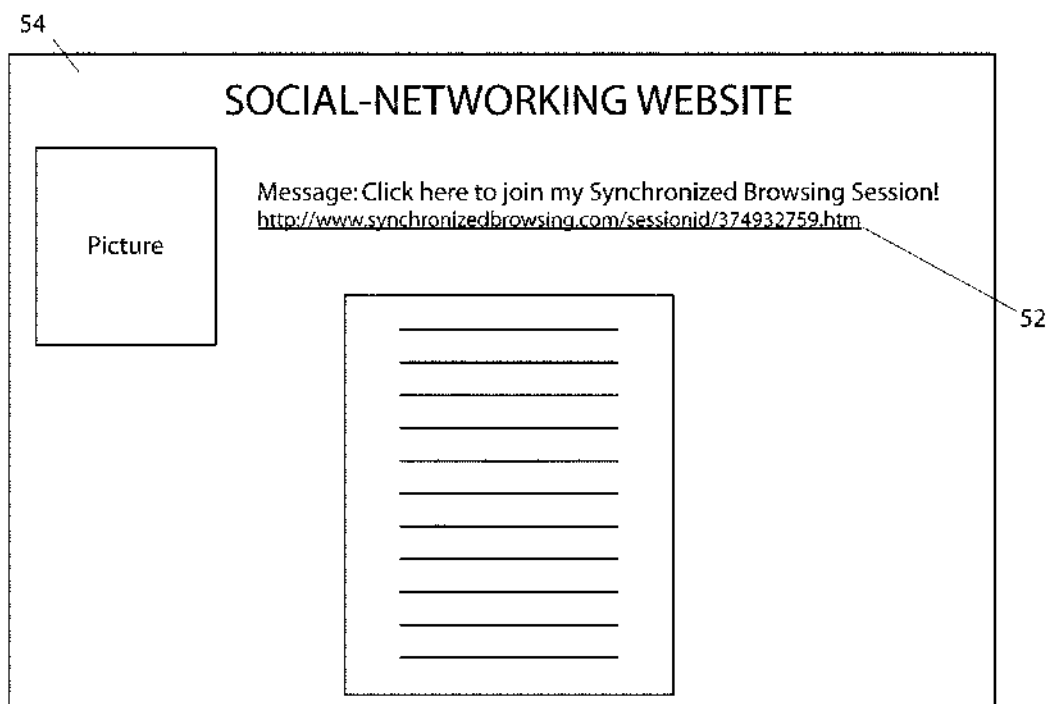 54
SOCIAL-NETWORKING WEBSITE
Message: Click here to join my Synchronized Browsing Session!
http://www.synchronizedbrowsing.com/sessionid/374932759.htm
Picture
52